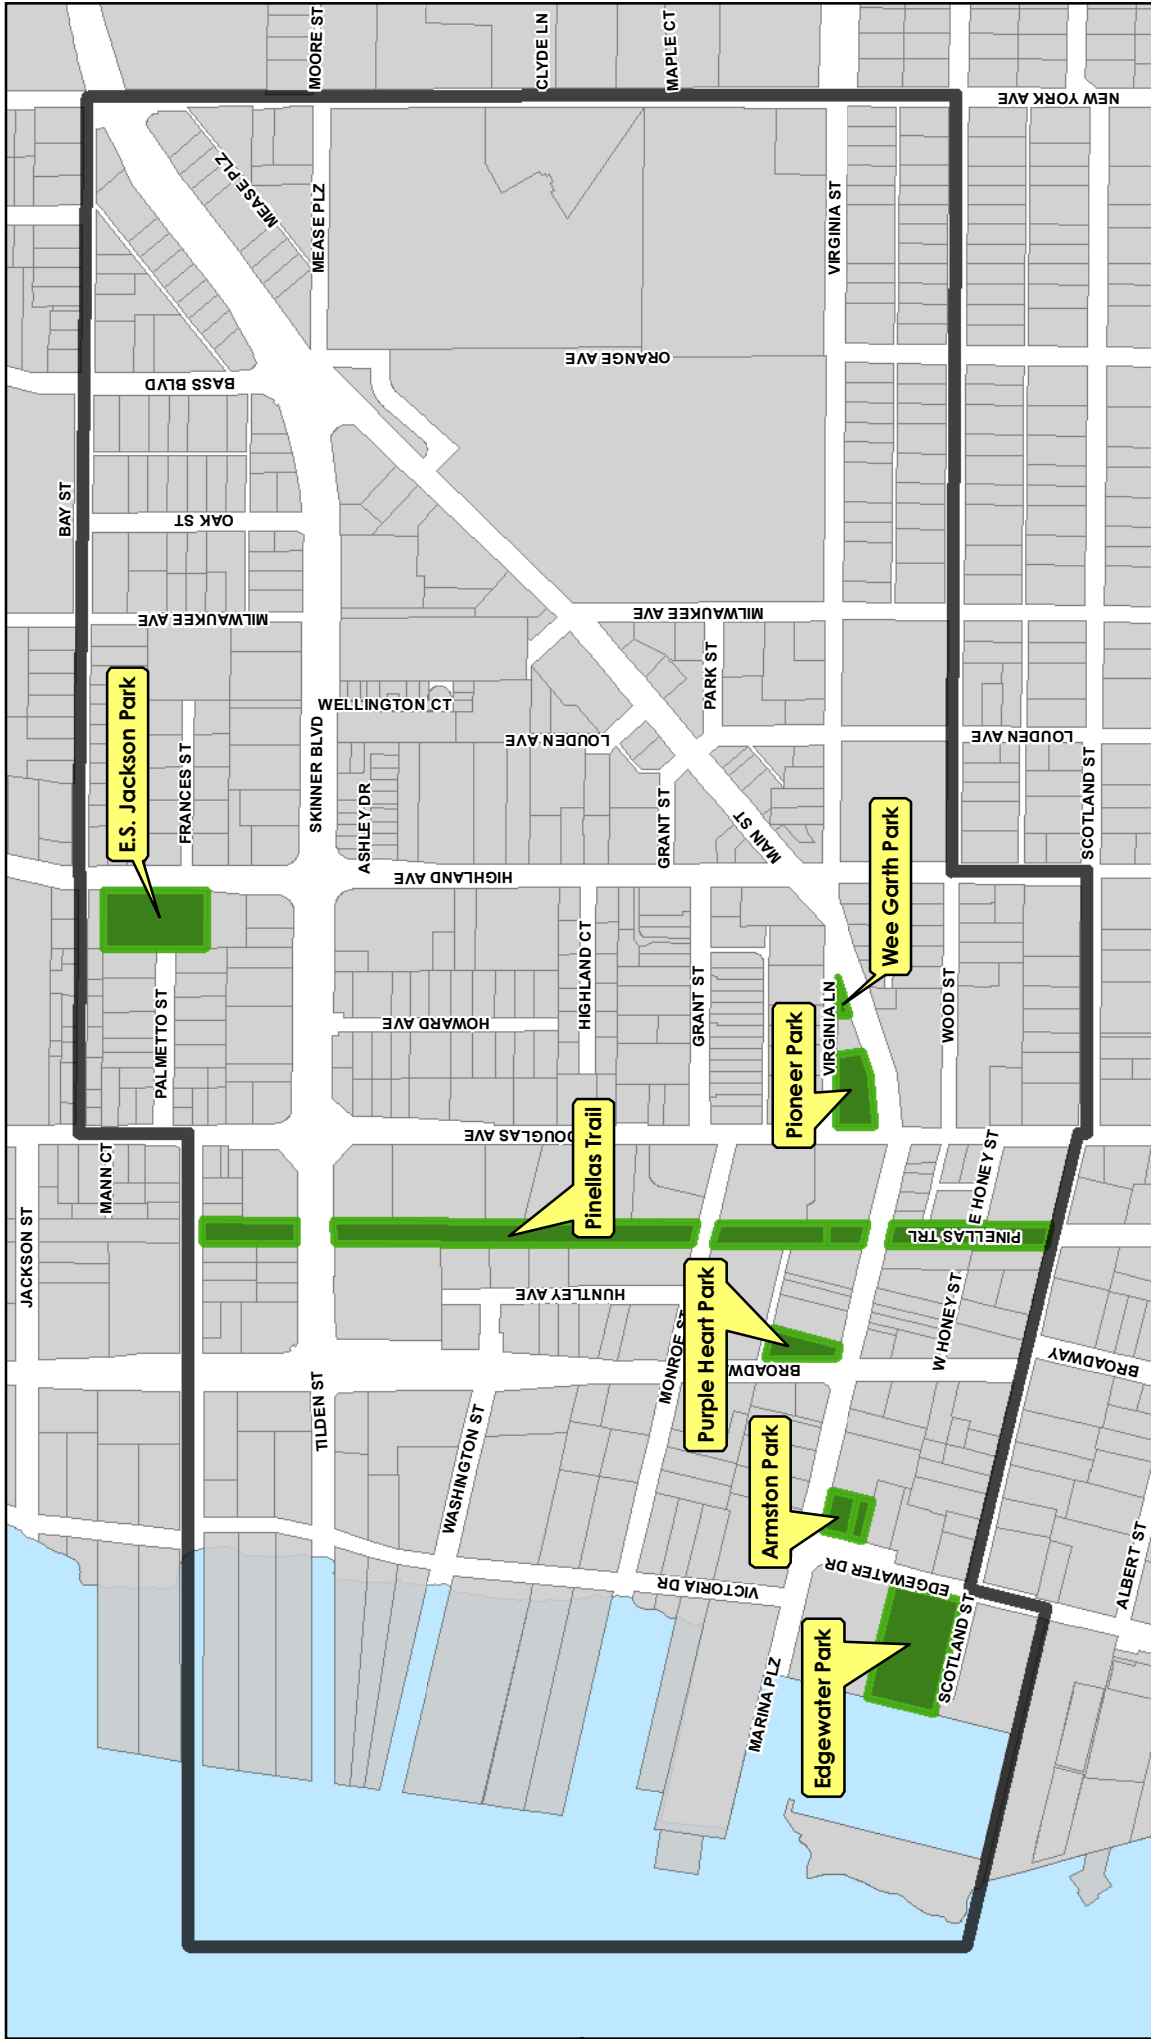 MOORE ST
CLYDE LN
MAPLE CT
NEW YORK AVE
MEASE PLZ
MEASE PLZ
VIRGINIA ST
ORANGE AVE
BASS BLVD
BAY ST
OAK ST
MILWAUKEE AVE
MILWAUKEE AVE
PARK ST
E.S. Jackson Park
FRANCES ST
WELLINGTON CT
SKINNER BLVD
LOUDEN AVE
LOUDEN AVE
SCOTLAND ST
ASHLEY DR
GRANT ST
MAIN ST
HIGHLAND AVE
Wee Garth Park
PALMETTO ST
HIGHLAND CT
HOWARD AVE
GRANT ST
VIRGINIA LN
WOOD ST
Pioneer Park
DOUGLAS AVE
Pinellas Trail
MANN CT
JACKSON ST
E HONEY ST
PINELLAS TRL
HUNTLEY AVE
Purple Heart Park
MONROE ST
W HONEY ST
BROADW
BROADWAY
TILDEN ST
WASHINGTON ST
Armston Park
VICTORIA DR
EDGEWATER DR
ALBERT ST
SCOTLAND ST
MARINA PLZ
Edgewater Park